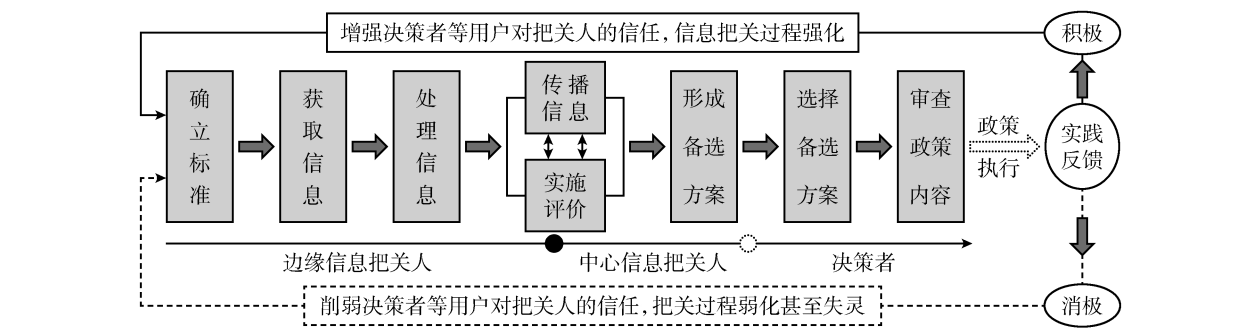 增强决策者等用户对把关人的信任,信息把关过程强化
积极
确立标准
获取信息
处理信息
传播
信息
实施
评价
形成
备选
方案
选择
备选
方案
审查
政策
内容
政策
执行
实践
反馈
边缘信息把关人
中心信息把关人
决策者
削弱决策者等用户对把关人的信任,把关过程弱化甚至失灵
消极